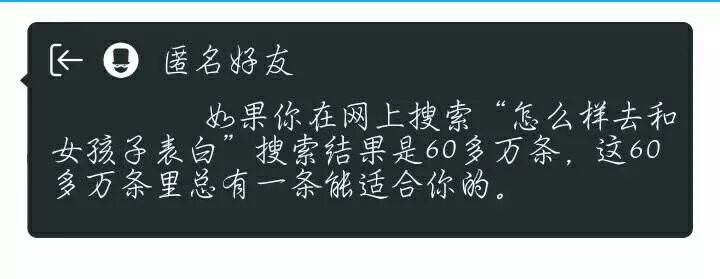 匿名好友
如果你在网上搜索“怎么样去和
女孩子表白”搜索结果是60多万条，这60
多万条里总有一条能适合你的。